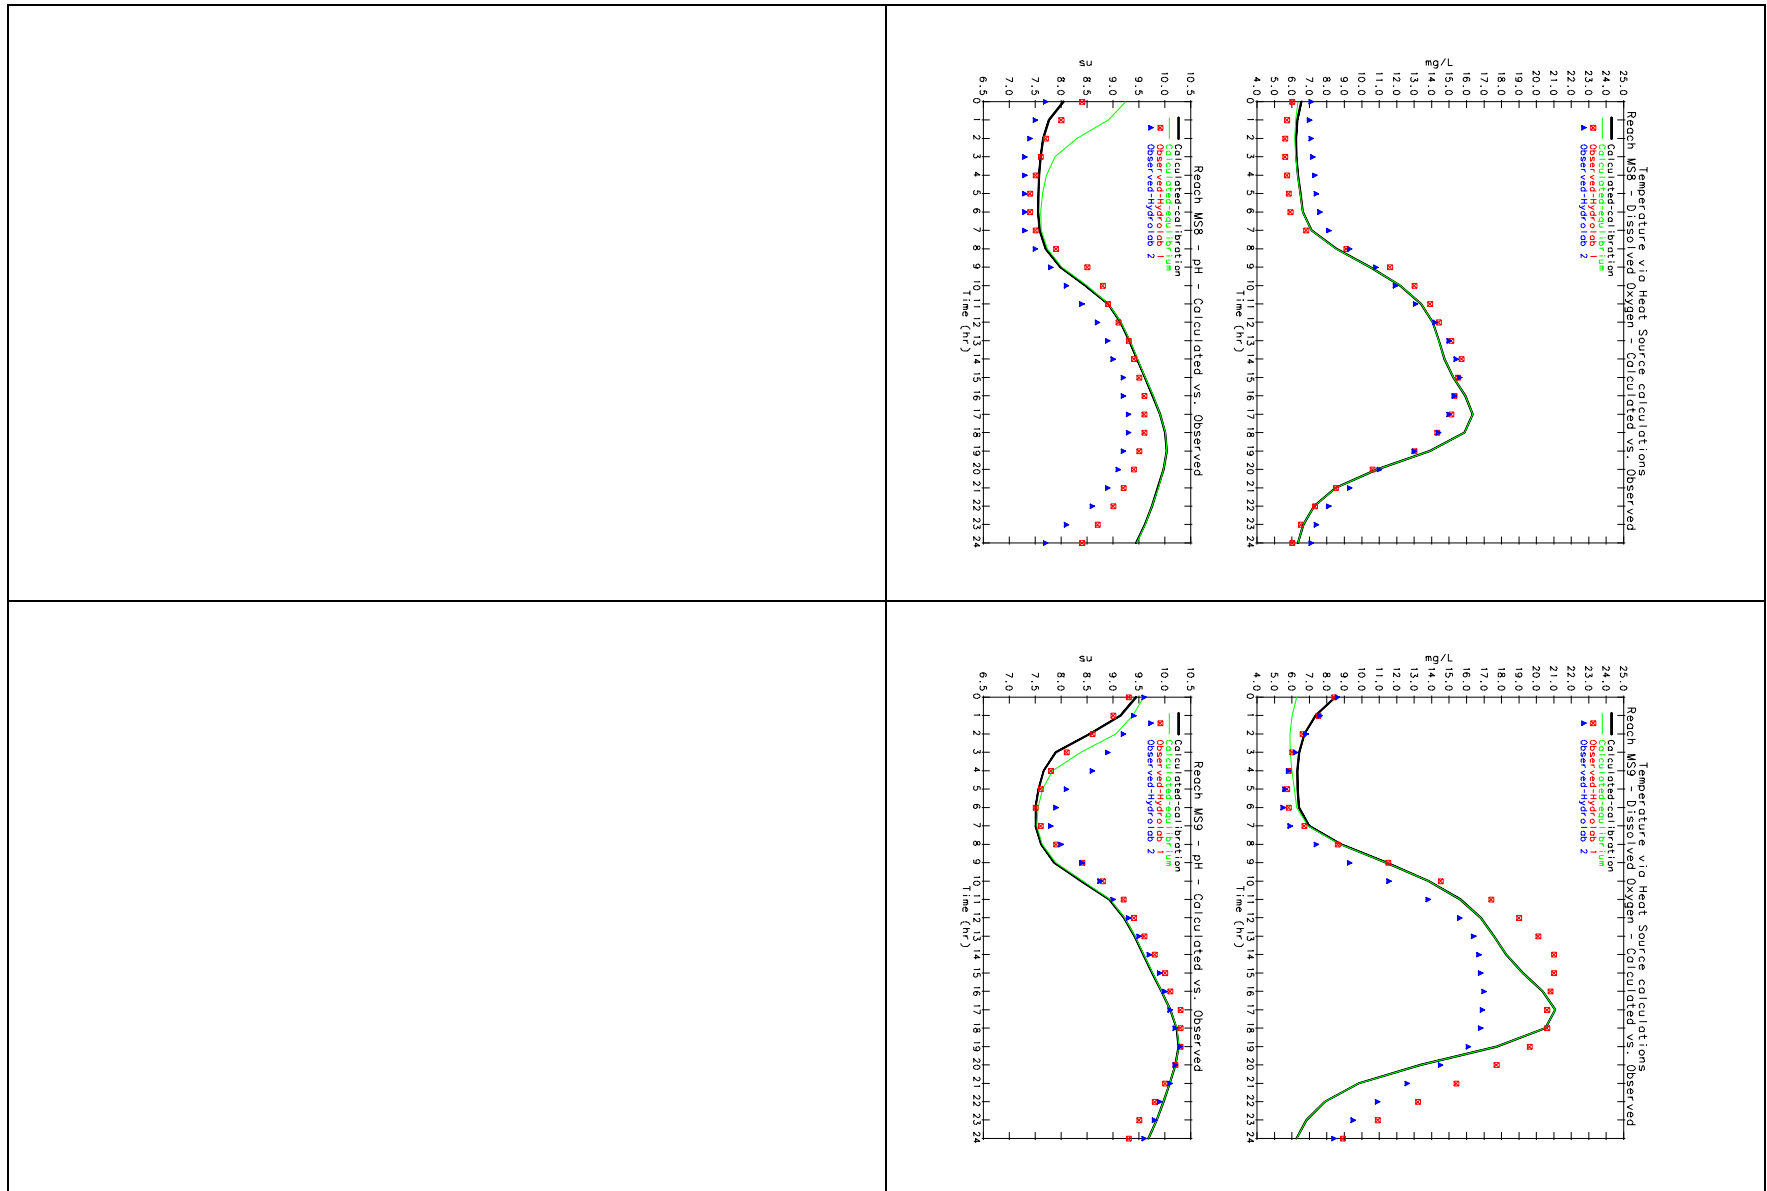 Temperature via Heat Source calculations
Reach MS8 - Dissolved Oxygen - Calculated vs. Observed
25.0
24.0
23.0
22.0
21.0
20.0
19.0
18.0
17.0
16.0
15.0
14.0
13.0
12.0
11.0
10.0
9.0
8.0
7.0
6.0
5.0
4.0
mg/L
Calculated-calibration
Calculated-equilibrium
Observed-Hydrolab 1
Observed-Hydrolab 2
0 1 2 3 4 5 6 7 8 9 10 11 12 13 14 15 16 17 18 19 20 21 22 23 24
Time (hr)
Reach MS8 - pH - Calculated vs. Observed
10.5
10.0
9.5
9.0
8.5
8.0
7.5
7.0
6.5
su
Calculated-calibration
Calculated-equilibrium
Observed-Hydrolab 1
Observed-Hydrolab 2
0 1 2 3 4 5 6 7 8 9 10 11 12 13 14 15 16 17 18 19 20 21 22 23 24
Time (hr)
Temperature via Heat Source calculations
Reach MS9 - Dissolved Oxygen - Calculated vs. Observed
25.0
24.0
23.0
22.0
21.0
20.0
19.0
18.0
17.0
16.0
15.0
14.0
13.0
12.0
11.0
10.0
9.0
8.0
7.0
6.0
5.0
4.0
mg/L
Calculated-calibration
Calculated-equilibrium
Observed-Hydrolab 1
Observed-Hydrolab 2
0 1 2 3 4 5 6 7 8 9 10 11 12 13 14 15 16 17 18 19 20 21 22 23 24
Time (hr)
Reach MS9 - pH - Calculated vs. Observed
10.5
10.0
9.5
9.0
8.5
8.0
7.5
7.0
6.5
su
Calculated-calibration
Calculated-equilibrium
Observed-Hydrolab 1
Observed-Hydrolab 2
0 1 2 3 4 5 6 7 8 9 10 11 12 13 14 15 16 17 18 19 20 21 22 23 24
Time (hr)